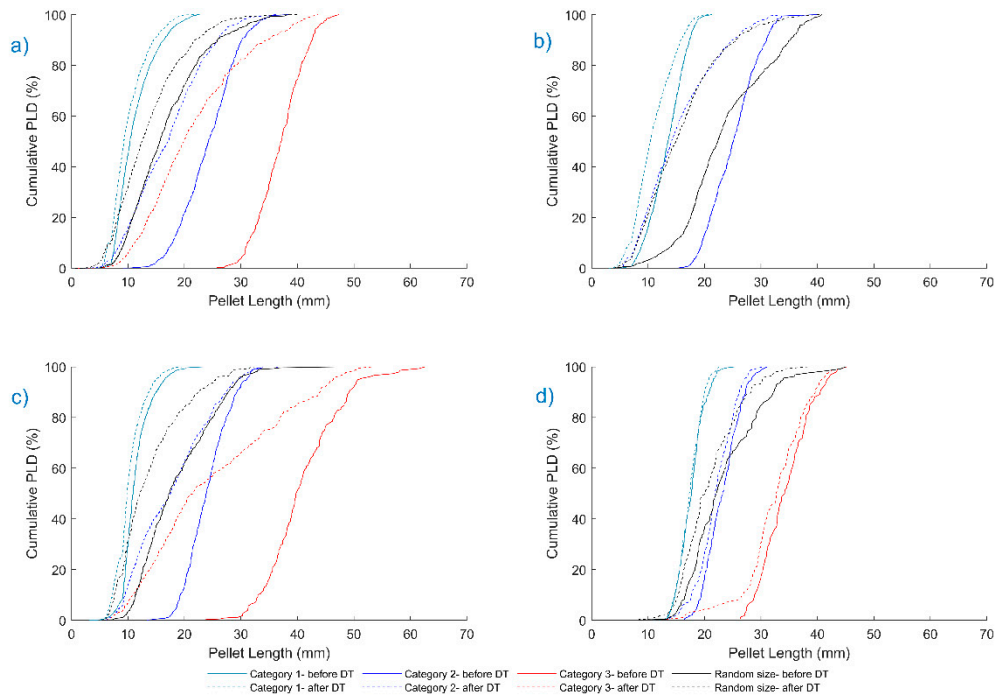 a)
Cumulative PLD (%)
100
80
60
40
20
0
0 10 20 30 40 50 60 70
Pellet Length (mm)
b)
Cumulative PLD (%)
100
80
60
40
20
0
0 10 20 30 40 50 60 70
Pellet Length (mm)
c)
Cumulative PLD (%)
100
80
60
40
20
0
0 10 20 30 40 50 60 70
Pellet Length (mm)
d)
Cumulative PLD (%)
100
80
60
40
20
0
0 10 20 30 40 50 60 70
Pellet Length (mm)
Category 1- before DT Category 2- before DT Category 3- before DT Random size- before DT
Category 1- after DT Category 2- after DT Category 3- after DT Random size- after DT